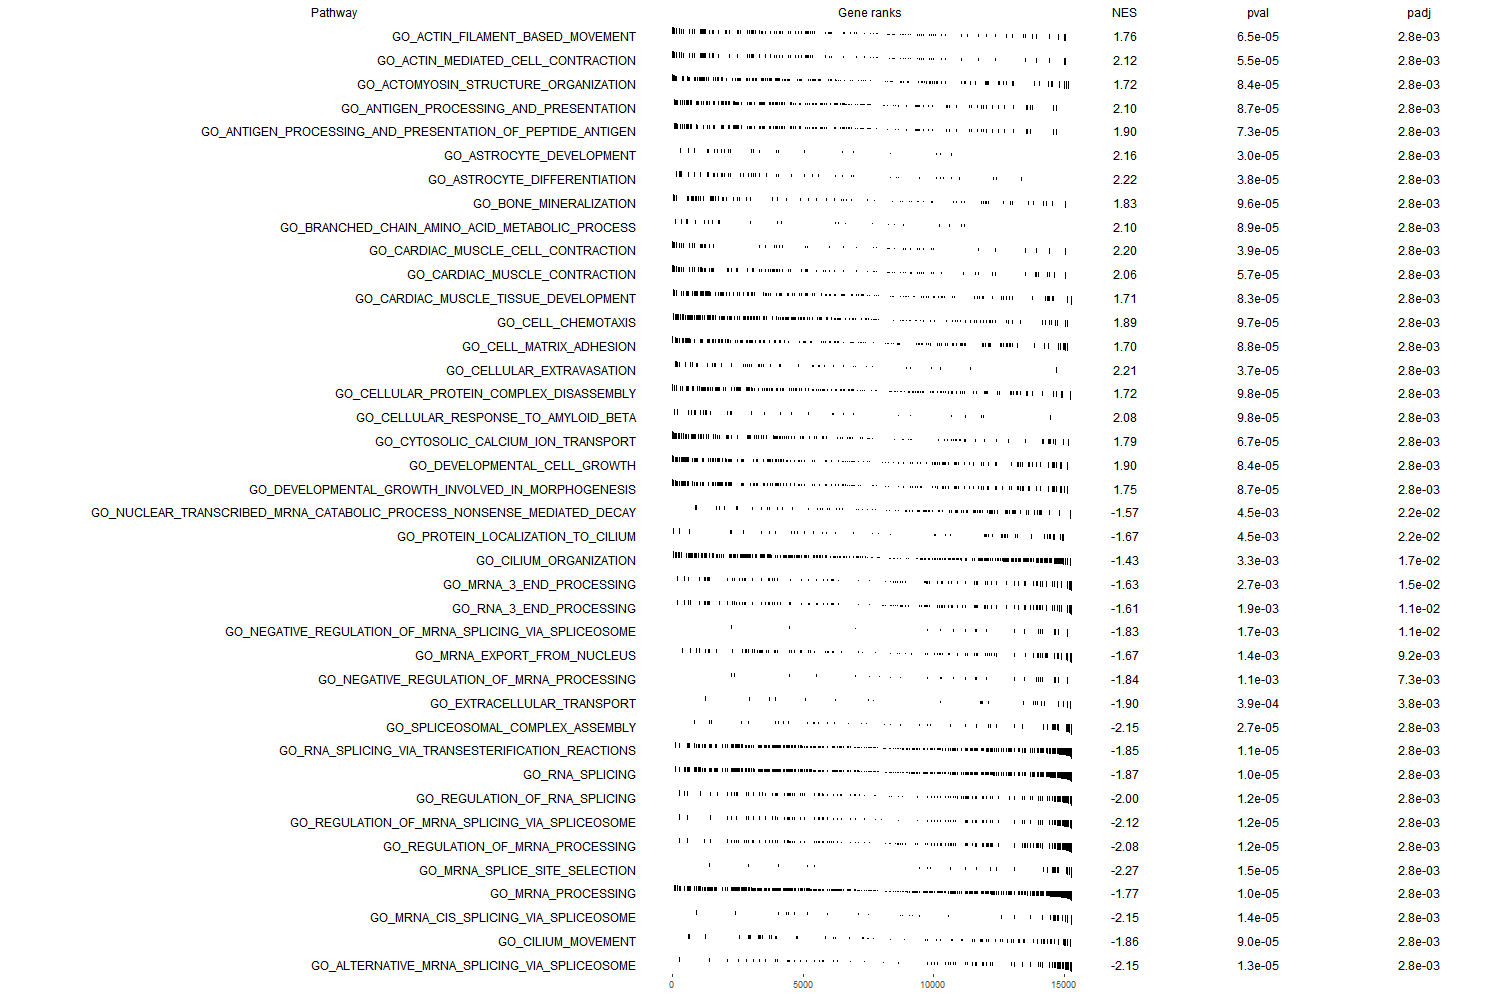 Pathway Gene ranks NES pval padj
GO_ACTIN_FILAMENT_BASED_MOVEMENT 1.76 6.5e-05 2.8e-03
GO_ACTIN_MEDIATED_CELL_CONTRACTION 2.12 5.5e-05 2.8e-03
GO_ACTOMYOSIN_STRUCTURE_ORGANIZATION 1.72 8.4e-05 2.8e-03
GO_ANTIGEN_PROCESSING_AND_PRESENTATION 2.10 8.7e-05 2.8e-03
GO_ANTIGEN_PROCESSING_AND_PRESENTATION_OF_PEPTIDE_ANTIGEN 1.90 7.3e-05 2.8e-03
GO_ASTROCYTE_DEVELOPMENT 2.16 3.0e-05 2.8e-03
GO_ASTROCYTE_DIFFERENTIATION 2.22 3.8e-05 2.8e-03
GO_BONE_MINERALIZATION 1.83 9.6e-05 2.8e-03
GO_BRANCHED_CHAIN_AMINO_ACID_METABOLIC_PROCESS 2.10 8.9e-05 2.8e-03
GO_CARDIAC_MUSCLE_CELL_CONTRACTION 2.20 3.9e-05 2.8e-03
GO_CARDIAC_MUSCLE_CONTRACTION 2.06 5.7e-05 2.8e-03
GO_CARDIAC_MUSCLE_TISSUE_DEVELOPMENT 1.71 8.3e-05 2.8e-03
GO_CELL_CHEMOTAXIS 1.89 9.7e-05 2.8e-03
GO_CELL_MATRIX_ADHESION 1.70 8.8e-05 2.8e-03
GO_CELLULAR_EXTRAVASATION 2.21 3.7e-05 2.8e-03
GO_CELLULAR_PROTEIN_COMPLEX_DISASSEMBLY 1.72 9.8e-05 2.8e-03
GO_CELLULAR_RESPONSE_TO_AMYLOID_BETA 2.08 9.8e-05 2.8e-03
GO_CYTOSOLIC_CALCIUM_ION_TRANSPORT 1.79 6.7e-05 2.8e-03
GO_DEVELOPMENTAL_CELL_GROWTH 1.90 8.4e-05 2.8e-03
GO_DEVELOPMENTAL_GROWTH_INVOLVED_IN_MORPHOGENESIS 1.75 8.7e-05 2.8e-03
GO_NUCLEAR_TRANSCRIBED_MRNA_CATABOLIC_PROCESS_NONSENSE_MEDIATED_DECAY -1.57 4.5e-03 2.2e-02
GO_PROTEIN_LOCALIZATION_TO_CILIUM -1.67 4.5e-03 2.2e-02
GO_CILIUM_ORGANIZATION -1.43 3.3e-03 1.7e-02
GO_MRNA_3_END_PROCESSING -1.63 2.7e-03 1.5e-02
GO_RNA_3_END_PROCESSING -1.61 1.9e-03 1.1e-02
GO_NEGATIVE_REGULATION_OF_MRNA_SPLICING_VIA_SPLICEOSOME -1.83 1.7e-03 1.1e-02
GO_MRNA_EXPORT_FROM_NUCLEUS -1.67 1.4e-03 9.2e-03
GO_NEGATIVE_REGULATION_OF_MRNA_PROCESSING -1.84 1.1e-03 7.3e-03
GO_EXTRACELLULAR_TRANSPORT -1.90 3.9e-04 3.8e-03
GO_SPLICEOSOMAL_COMPLEX_ASSEMBLY -2.15 2.7e-05 2.8e-03
GO_RNA_SPLICING_VIA_TRANSESTERIFICATION_REACTIONS -1.85 1.1e-05 2.8e-03
GO_RNA_SPLICING -1.87 1.0e-05 2.8e-03
GO_REGULATION_OF_RNA_SPLICING -2.00 1.2e-05 2.8e-03
GO_REGULATION_OF_MRNA_SPLICING_VIA_SPLICEOSOME -2.12 1.2e-05 2.8e-03
GO_REGULATION_OF_MRNA_PROCESSING -2.08 1.2e-05 2.8e-03
GO_MRNA_SPLICE_SITE_SELECTION -2.27 1.5e-05 2.8e-03
GO_MRNA_PROCESSING -1.77 1.0e-05 2.8e-03
GO_MRNA_CIS_SPLICING_VIA_SPLICEOSOME -2.15 1.4e-05 2.8e-03
GO_CILIUM_MOVEMENT -1.86 9.0e-05 2.8e-03
GO_ALTERNATIVE_MRNA_SPLICING_VIA_SPLICEOSOME -2.15 1.3e-05 2.8e-03
0 5000 10000 15000